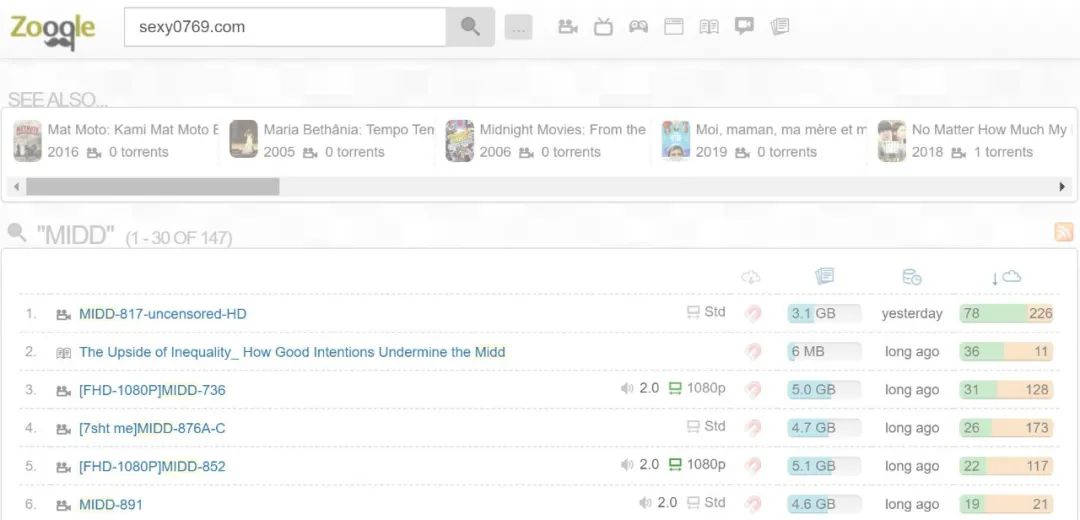 Zooqle
sexy0769.com
...
SEE ALSO...
Mat Moto: Kami Mat Moto E
2016 0 torrents
Maria Bethânia: Tempo Tem
2005 0 torrents
Midnight Movies: From the
2006 0 torrents
Moi, maman, ma mère et m
2019 0 torrents
No Matter How Much My
2018 1 torrents
"MIDD" (1 - 30 OF 147)
1. MIDD-817-uncensored-HD Std 3.1 GB yesterday 78 226
2. The Upside of Inequality_ How Good Intentions Undermine the Midd 6 MB long ago 36 11
3. [FHD-1080P]MIDD-736 2.0 1080p 5.0 GB long ago 31 128
4. [7sht me]MIDD-876A-C Std 4.7 GB long ago 26 173
5. [FHD-1080P]MIDD-852 2.0 1080p 5.1 GB long ago 22 117
6. MIDD-891 2.0 Std 4.6 GB long ago 19 21